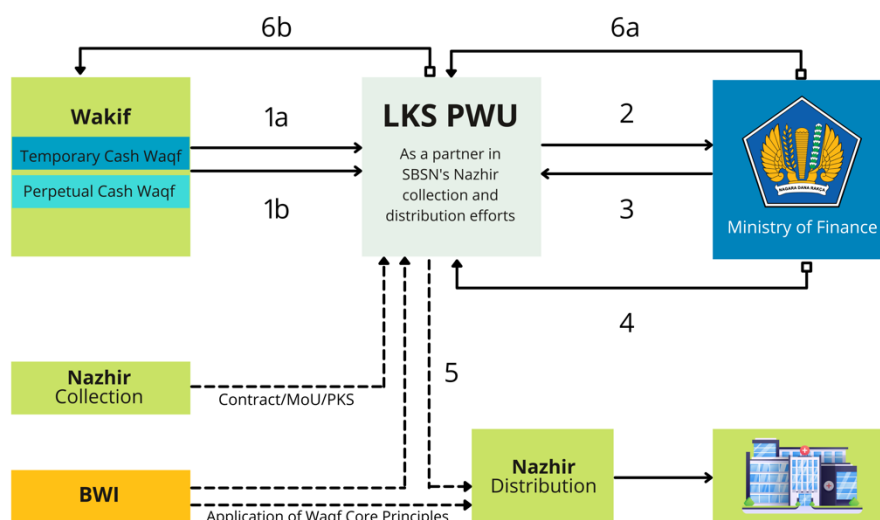 6b
6a
Wakif
Temporary Cash Waqf
Perpetual Cash Waqf
1a
1b
LKS PWU
As a partner in
SBSN's Nazhir
collection and
distribution efforts
2
3
NAGARA DANA RAKÇA
Ministry of Finance
4
Nazhir
Collection
Contract/MoU/PKS
5
BWI
Application of Waqf Core Principles
Nazhir
Distribution